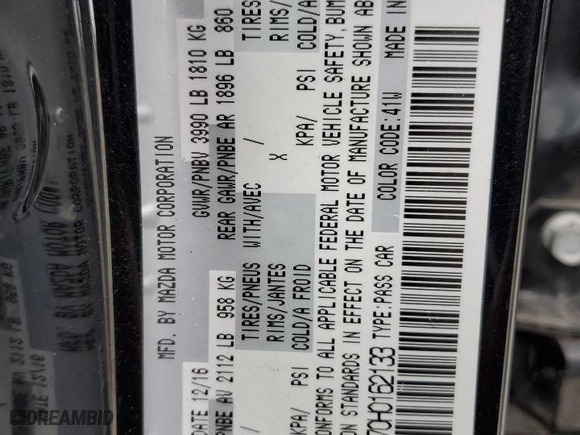 MFD. BY MAZDA MOTOR CORPORATION
DATE 12/16 GVWR/PNBV 3990 LB 1810 KG
PNBE AV 2112 LB 958 KG REAR GAWR/PNBE AR 1896 LB 860
TIRES/PNEUS WITH/AVEC / TIRES
RIMS/JANTES X RIMS/
KPA/ PSI COLD/A FROID KPA/ PSI COLD/A
CONFORMS TO ALL APPLICABLE FEDERAL MOTOR VEHICLE SAFETY, BUM
ON STANDARDS IN EFFECT ON THE DATE OF MANUFACTURE SHOWN AB
70H0162133 TYPE:PASS CAR COLOR CODE:41W MADE IN
DREAMBID